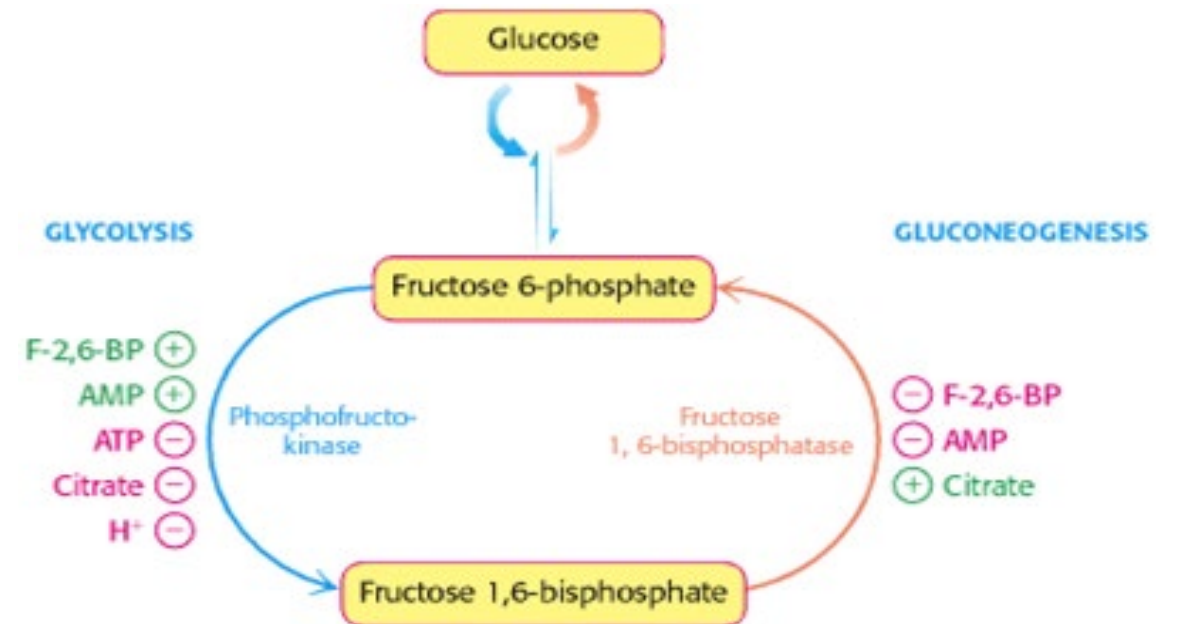 Glucose
GLYCOLYSIS
GLUCONEOGENESIS
Fructose 6-phosphate
F-2,6-BP +
AMP +
ATP −
Citrate −
H⁺ −
Phosphofructo-
kinase
Fructose
1, 6-bisphosphatase
− F-2,6-BP
− AMP
+ Citrate
Fructose 1,6-bisphosphate